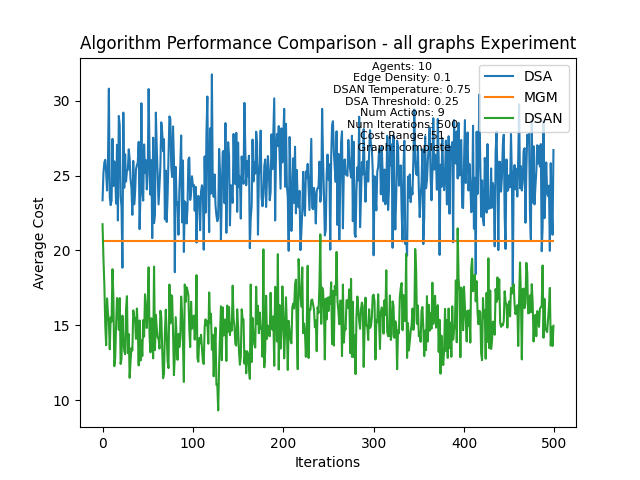 Algorithm Performance Comparison - all graphs Experiment
Agents: 10
Edge Density: 0.1
DSAN Temperature: 0.75
DSA Threshold: 0.25
Num Actions: 9
Num Iterations: 500
Cost Range: 51
Graph: complete
DSA
MGM
DSAN
Average Cost
30
25
20
15
10
0
100
200
300
400
500
Iterations